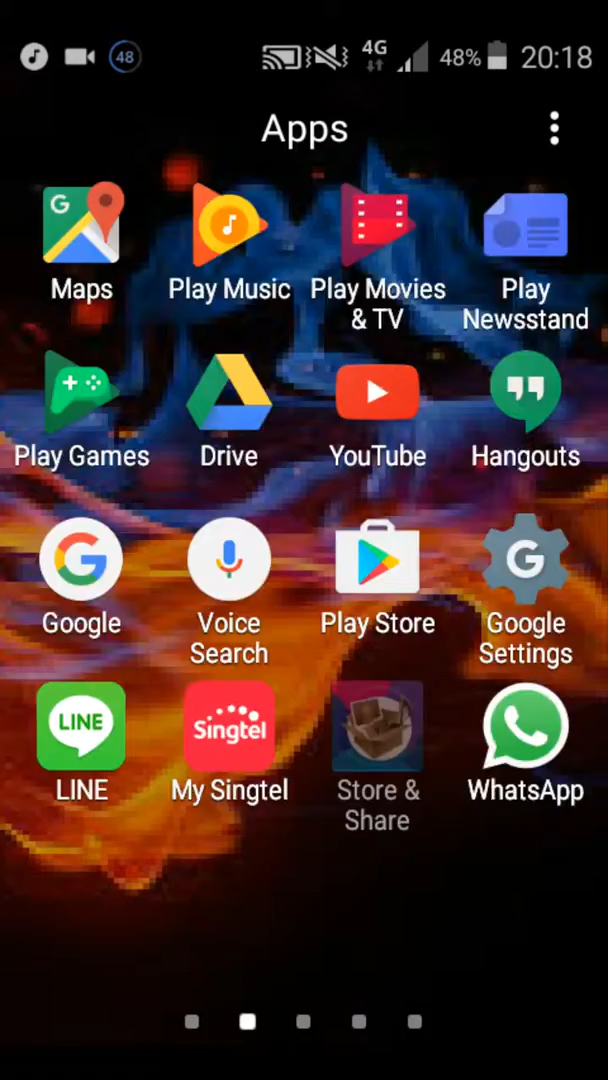 48 4G 48% 20:18
Apps
G
Maps Play Music Play Movies & TV Play Newsstand
Play Games Drive YouTube Hangouts
G G
Google Voice Search Play Store Google Settings
LINE Singtel
LINE My Singtel Store & Share WhatsApp